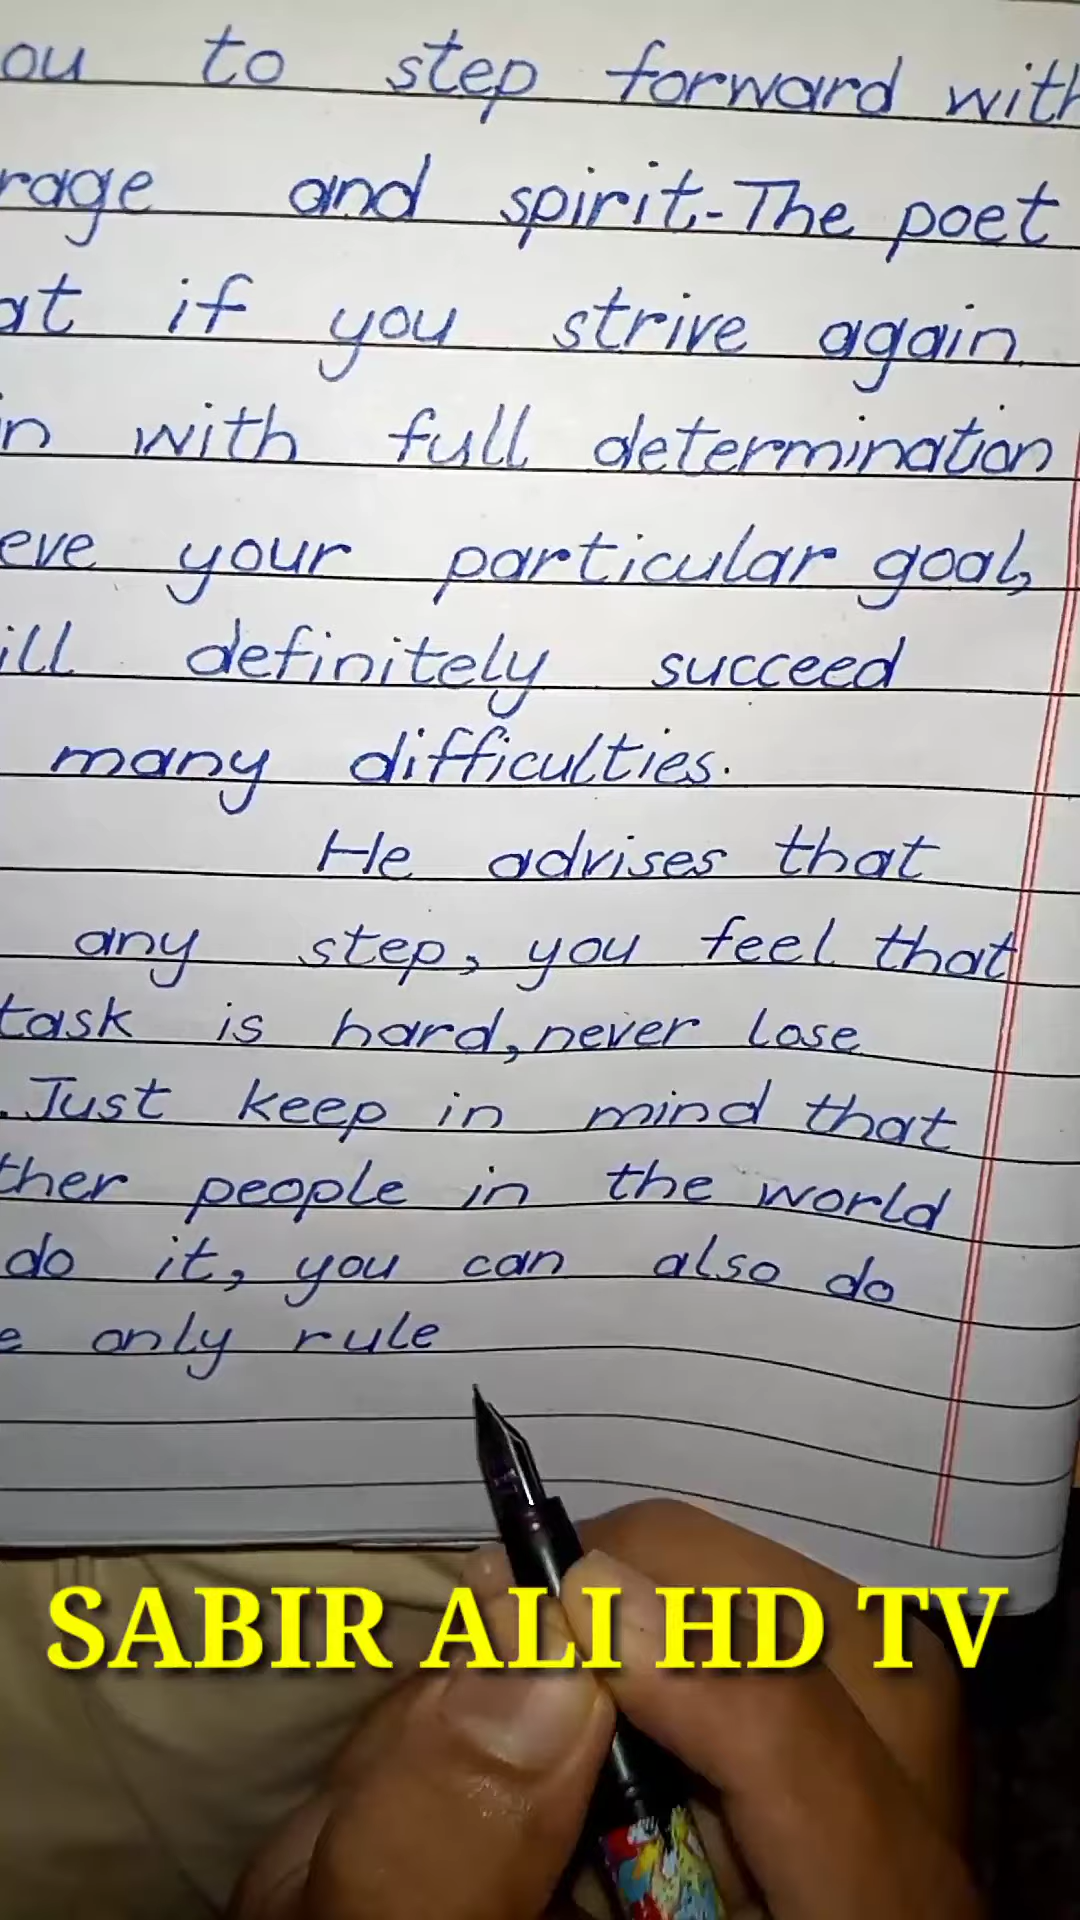 ou to step forward with
rage and spirit.-The poet
at if you strive again
in with full determination
eve your particular goal,
ill definitely succeed
many difficulties.
He advises that
any step, you feel that
task is hard, never lose
. Just keep in mind that
ther people in the world
do it, you can also do
e only rule
SABIR ALI HD TV